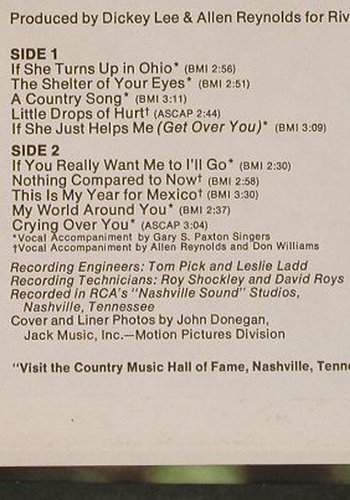 Produced by Dickey Lee & Allen Reynolds for
SIDE 1
If She Turns Up in Ohio* (BMI 2:56)
The Shelter of Your Eyes* (BMI 2:51)
A Country Song* (BMI 3:11)
Little Drops of Hurt† (ASCAP 2:44)
If She Just Helps Me (Get Over You)* (BMI 3:09)
SIDE 2
If You Really Want Me to I'll Go* (BMI 2:30)
Nothing Compared to Now† (BMI 2:58)
This Is My Year for Mexico† (BMI 3:30)
My World Around You* (BMI 2:37)
Crying Over You* (ASCAP 3:04)
*Vocal Accompaniment by Gary S. Paxton Singers
†Vocal Accompaniment by Allen Reynolds and Don Williams
Recording Engineers: Tom Pick and Leslie Ladd
Recording Technicians: Roy Shockley and David Roys
Recorded in RCA's "Nashville Sound" Studios,
Nashville, Tennessee
Cover and Liner Photos by John Donegan,
Jack Music, Inc.—Motion Pictures Division
"Visit the Country Music Hall of Fame, Nashville,